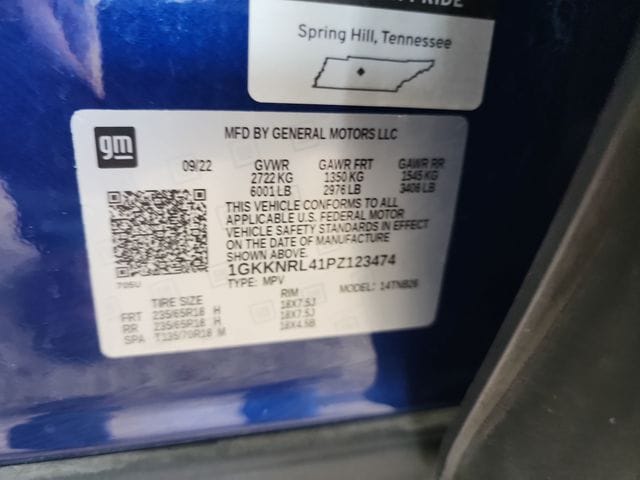 RIDE
Spring Hill, Tennessee
gm
MFD BY GENERAL MOTORS LLC
09/22 GVWR GAWR FRT GAWR RR
2722 KG 1350 KG 1545 KG
6001 LB 2976 LB 3406 LB
THIS VEHICLE CONFORMS TO ALL
APPLICABLE U.S. FEDERAL MOTOR
VEHICLE SAFETY STANDARDS IN EFFECT
ON THE DATE OF MANUFACTURE
SHOWN ABOVE.
1GKKNRL41PZ123474
705U TYPE: MPV MODEL: 14TNB26
TIRE SIZE RIM
FRT 235/65R18 H 18X7.5J
RR 235/65R18 H 18X7.5J
SPA T135/70R18 M 18X4.5B